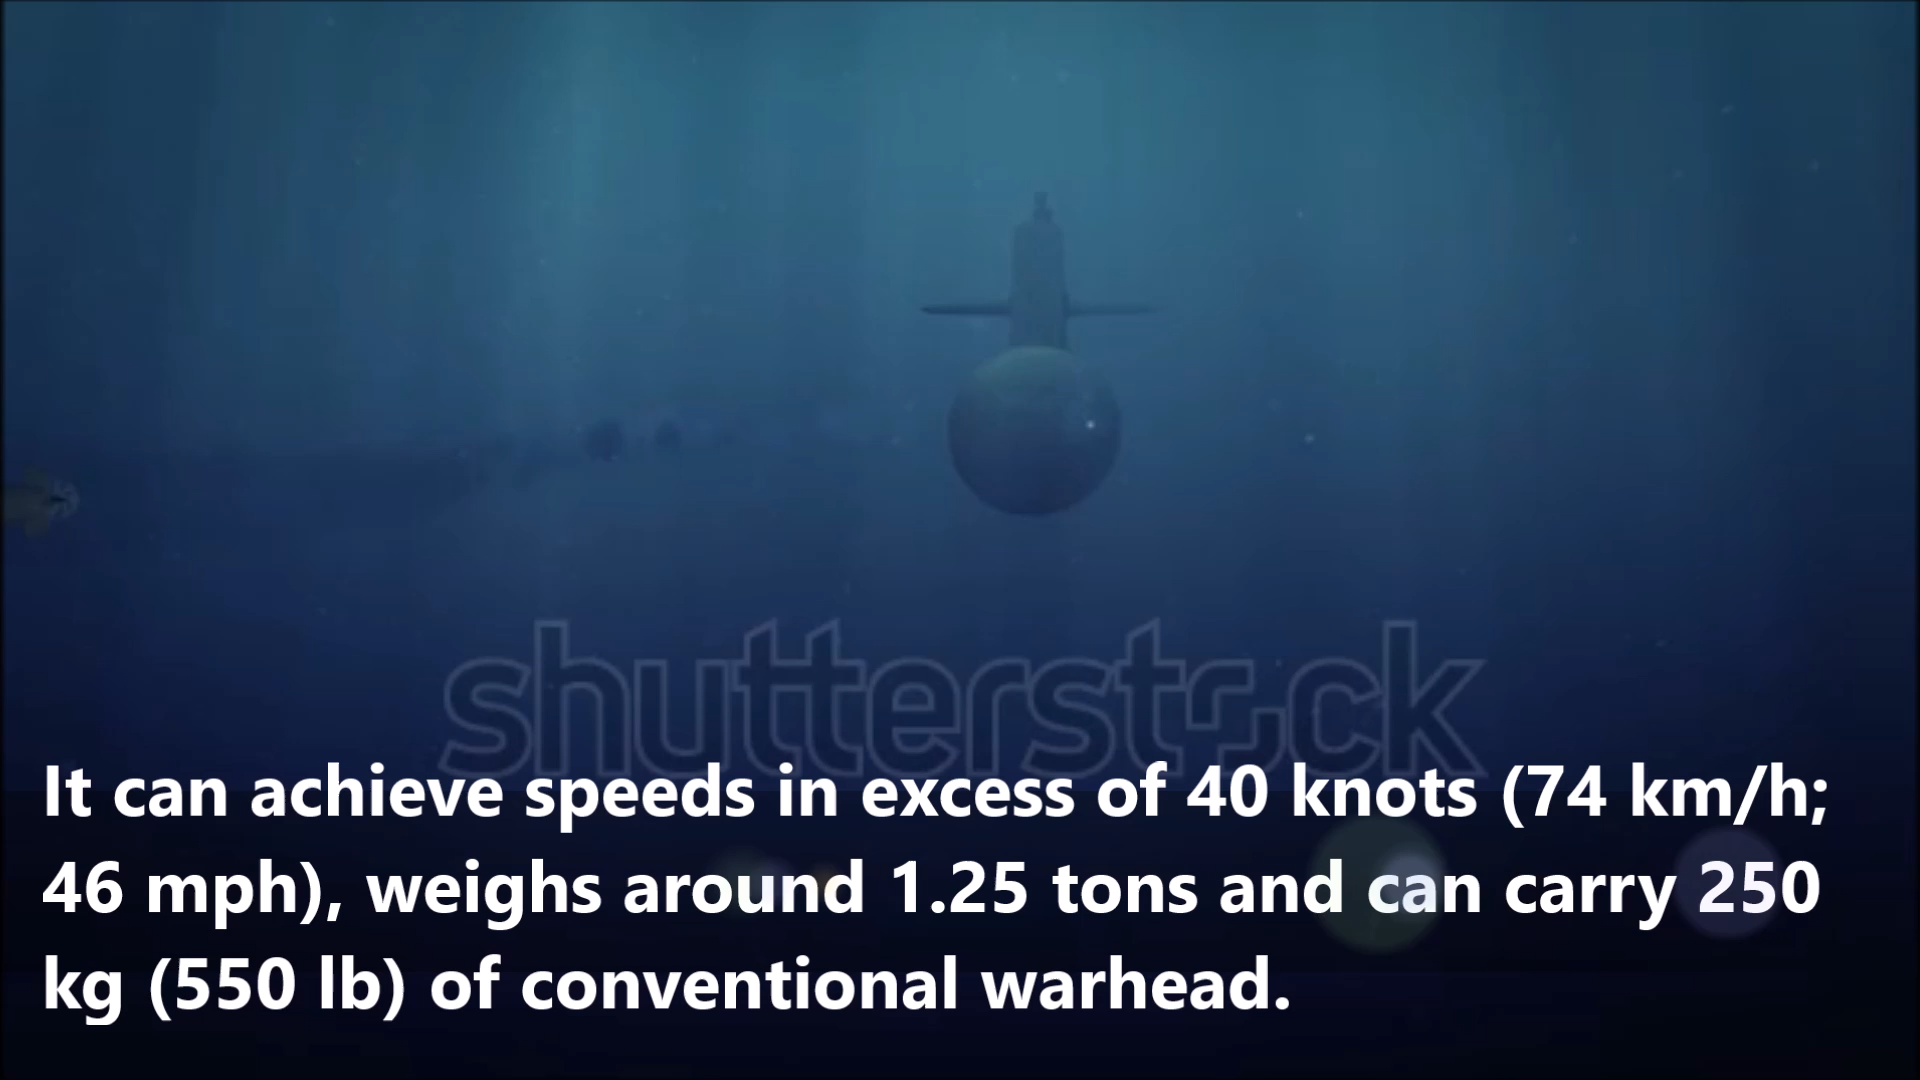 shutterstock
It can achieve speeds in excess of 40 knots (74 km/h;
46 mph), weighs around 1.25 tons and can carry 250
kg (550 lb) of conventional warhead.